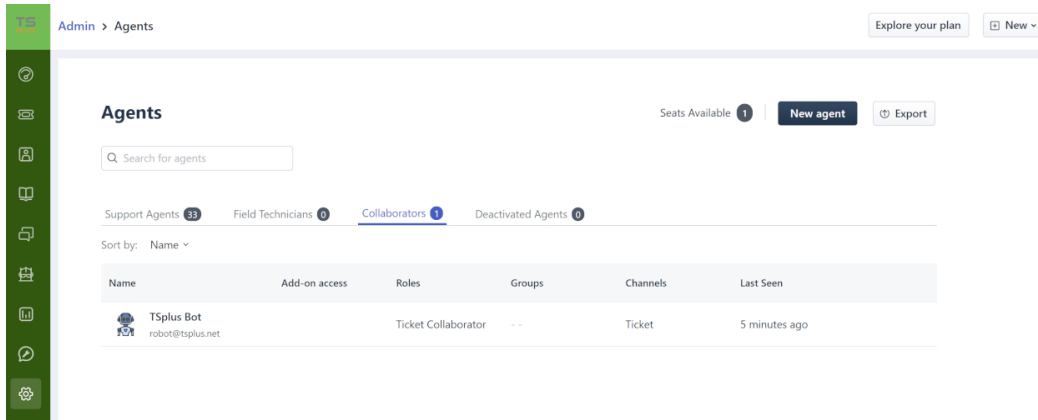 TS
Admin > Agents
Explore your plan
New
Agents
Seats Available 1
New agent
Export
Search for agents
Support Agents 33
Field Technicians 0
Collaborators 1
Deactivated Agents 0
Sort by: Name
Name Add-on access Roles Groups Channels Last Seen
TSplus Bot
robot@tsplus.net
Ticket Collaborator - - Ticket 5 minutes ago